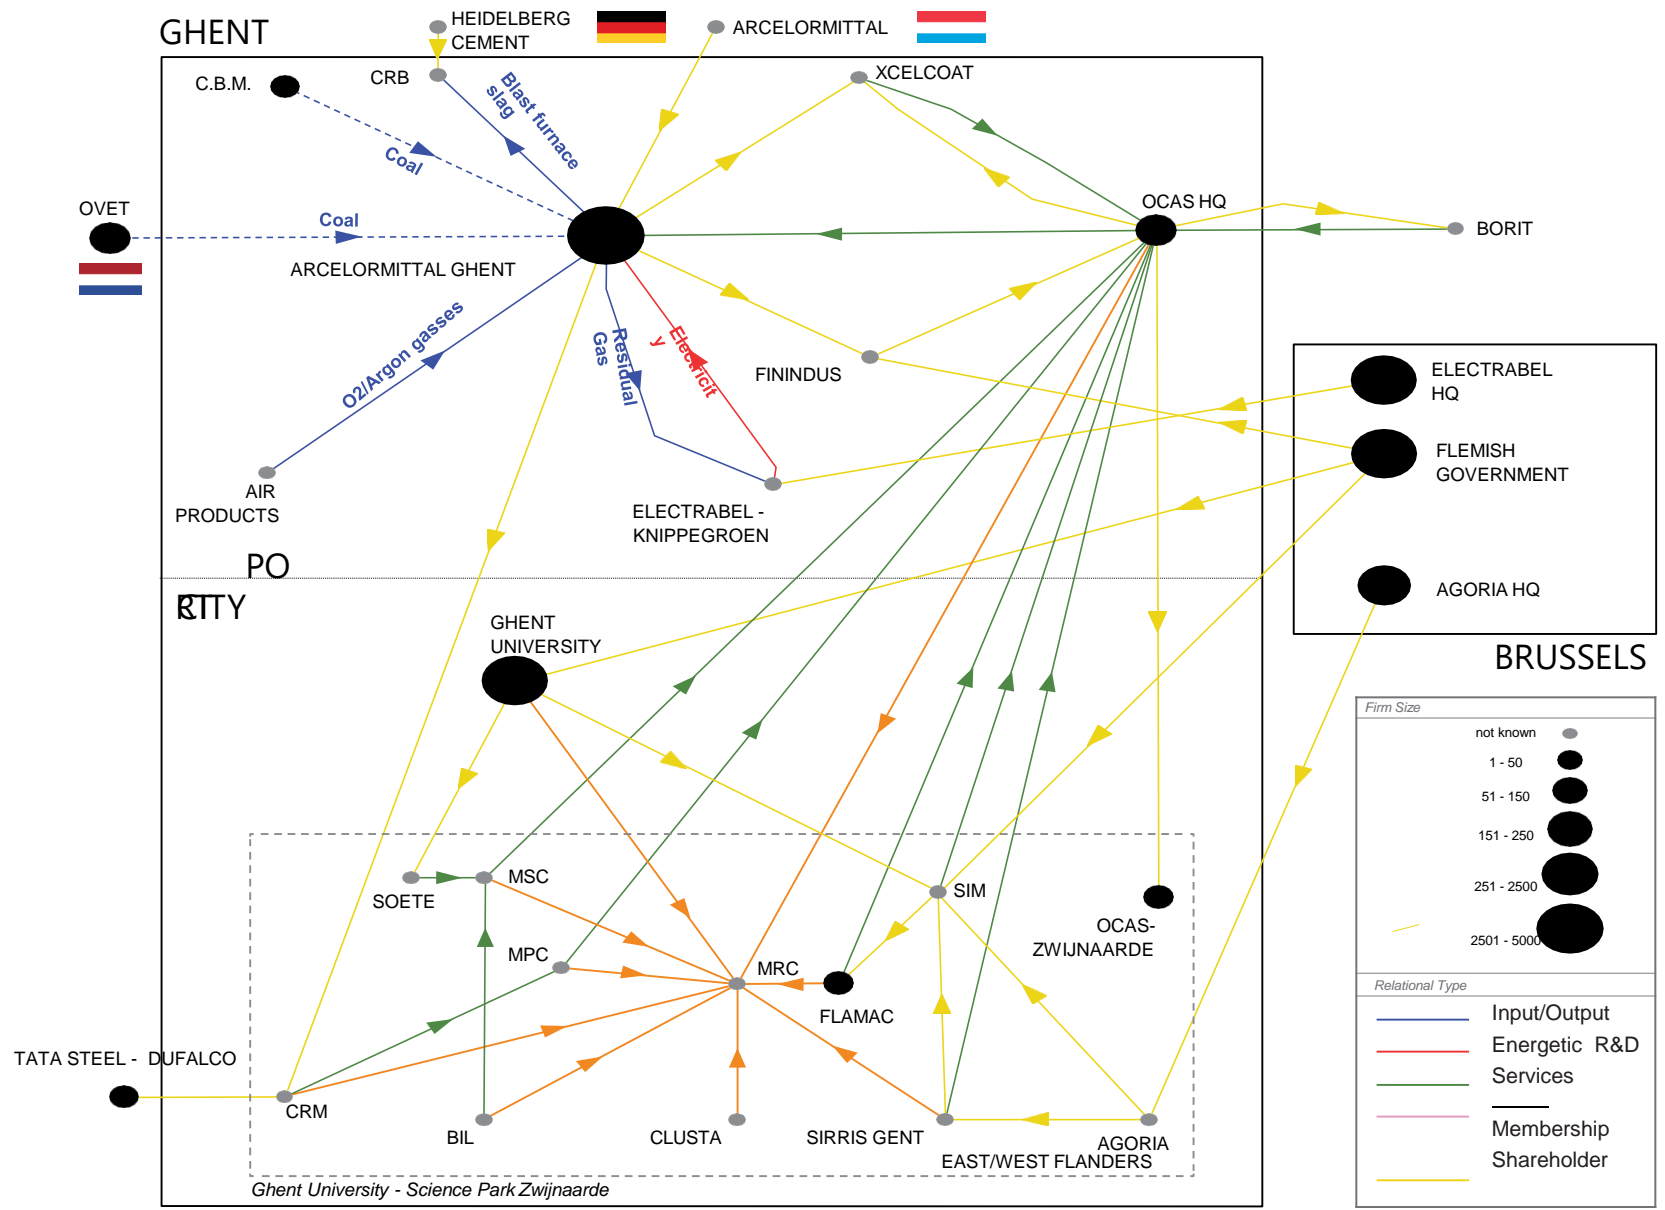 GHENT
HEIDELBERG
CEMENT
ARCELORMITTAL
C.B.M.
CRB
Blast furnace
slag
XCELCOAT
Coal
OVET
Coal
OCAS HQ
BORIT
ARCELORMITTAL GHENT
O2/Argon gasses
Residual
Gas
Electricit
y
FININDUS
ELECTRABEL
HQ
FLEMISH
GOVERNMENT
AIR
PRODUCTS
ELECTRABEL -
KNIPPEGROEN
PO
RT
CITY
AGORIA HQ
GHENT
UNIVERSITY
BRUSSELS
Firm Size
not known
1 - 50
51 - 150
151 - 250
251 - 2500
2501 - 5000
SOETE
MSC
SIM
OCAS-
ZWIJNAARDE
MPC
MRC
FLAMAC
Relational Type
Input/Output
Energetic R&D
Services
Membership
Shareholder
TATA STEEL - DUFALCO
CRM
BIL
CLUSTA
SIRRIS GENT
AGORIA
EAST/WEST FLANDERS
Ghent University - Science Park Zwijnaarde